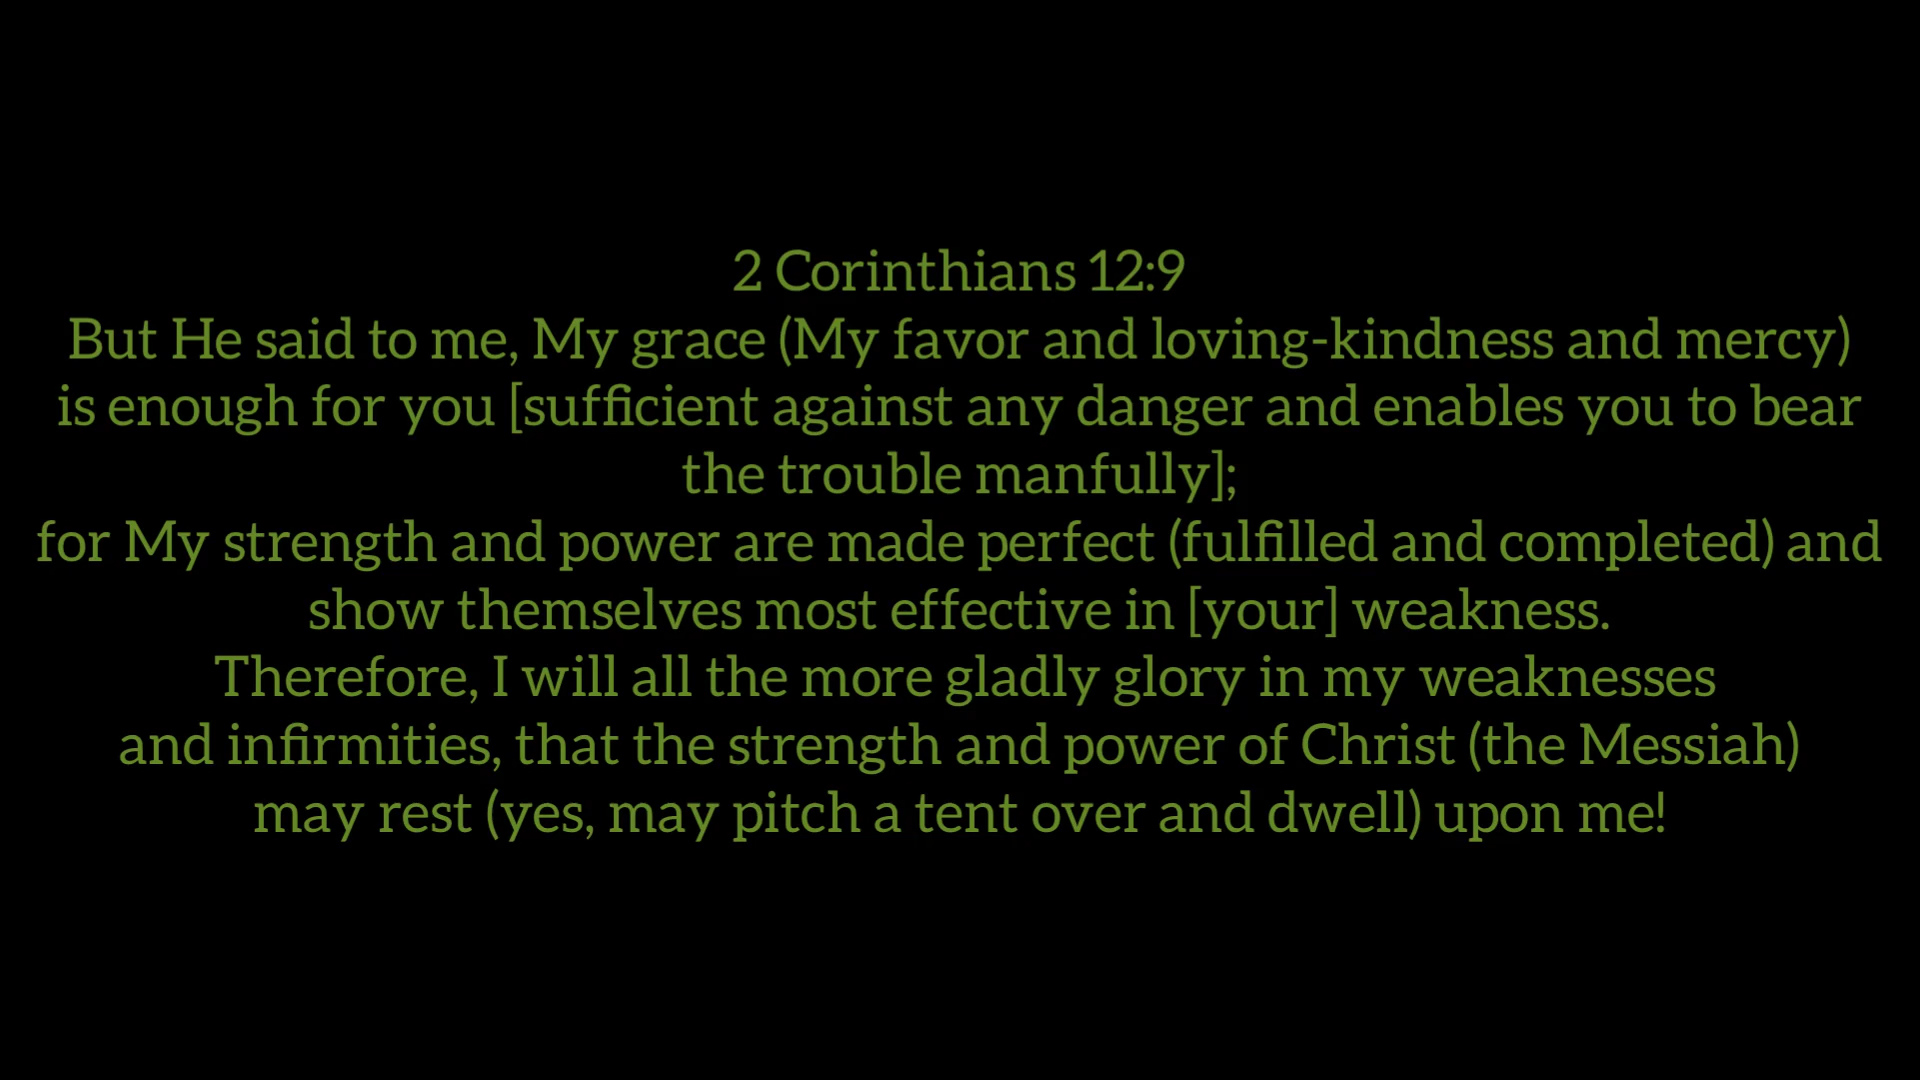 2 Corinthians 12:9
But He said to me, My grace (My favor and loving-kindness and mercy)
is enough for you [sufficient against any danger and enables you to bear
the trouble manfully];
for My strength and power are made perfect (fulfilled and completed) and
show themselves most effective in [your] weakness.
Therefore, I will all the more gladly glory in my weaknesses
and infirmities, that the strength and power of Christ (the Messiah)
may rest (yes, may pitch a tent over and dwell) upon me!